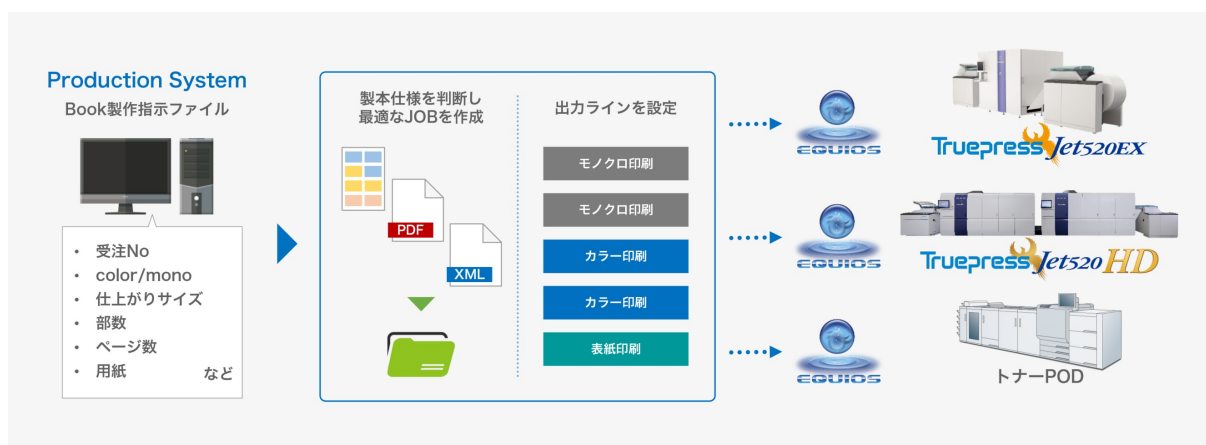 Production System
Book製作指示ファイル
・ 受注No
・ color/mono
・ 仕上がりサイズ
・ 部数
・ ページ数
・ 用紙 など
製本仕様を判断し
最適なJOBを作成
PDF
XML
出力ラインを設定
モノクロ印刷
モノクロ印刷
カラー印刷
カラー印刷
表紙印刷
EQUIOS
Truepress Jet520EX
EQUIOS
Truepress Jet520HD
EQUIOS
トナーPOD